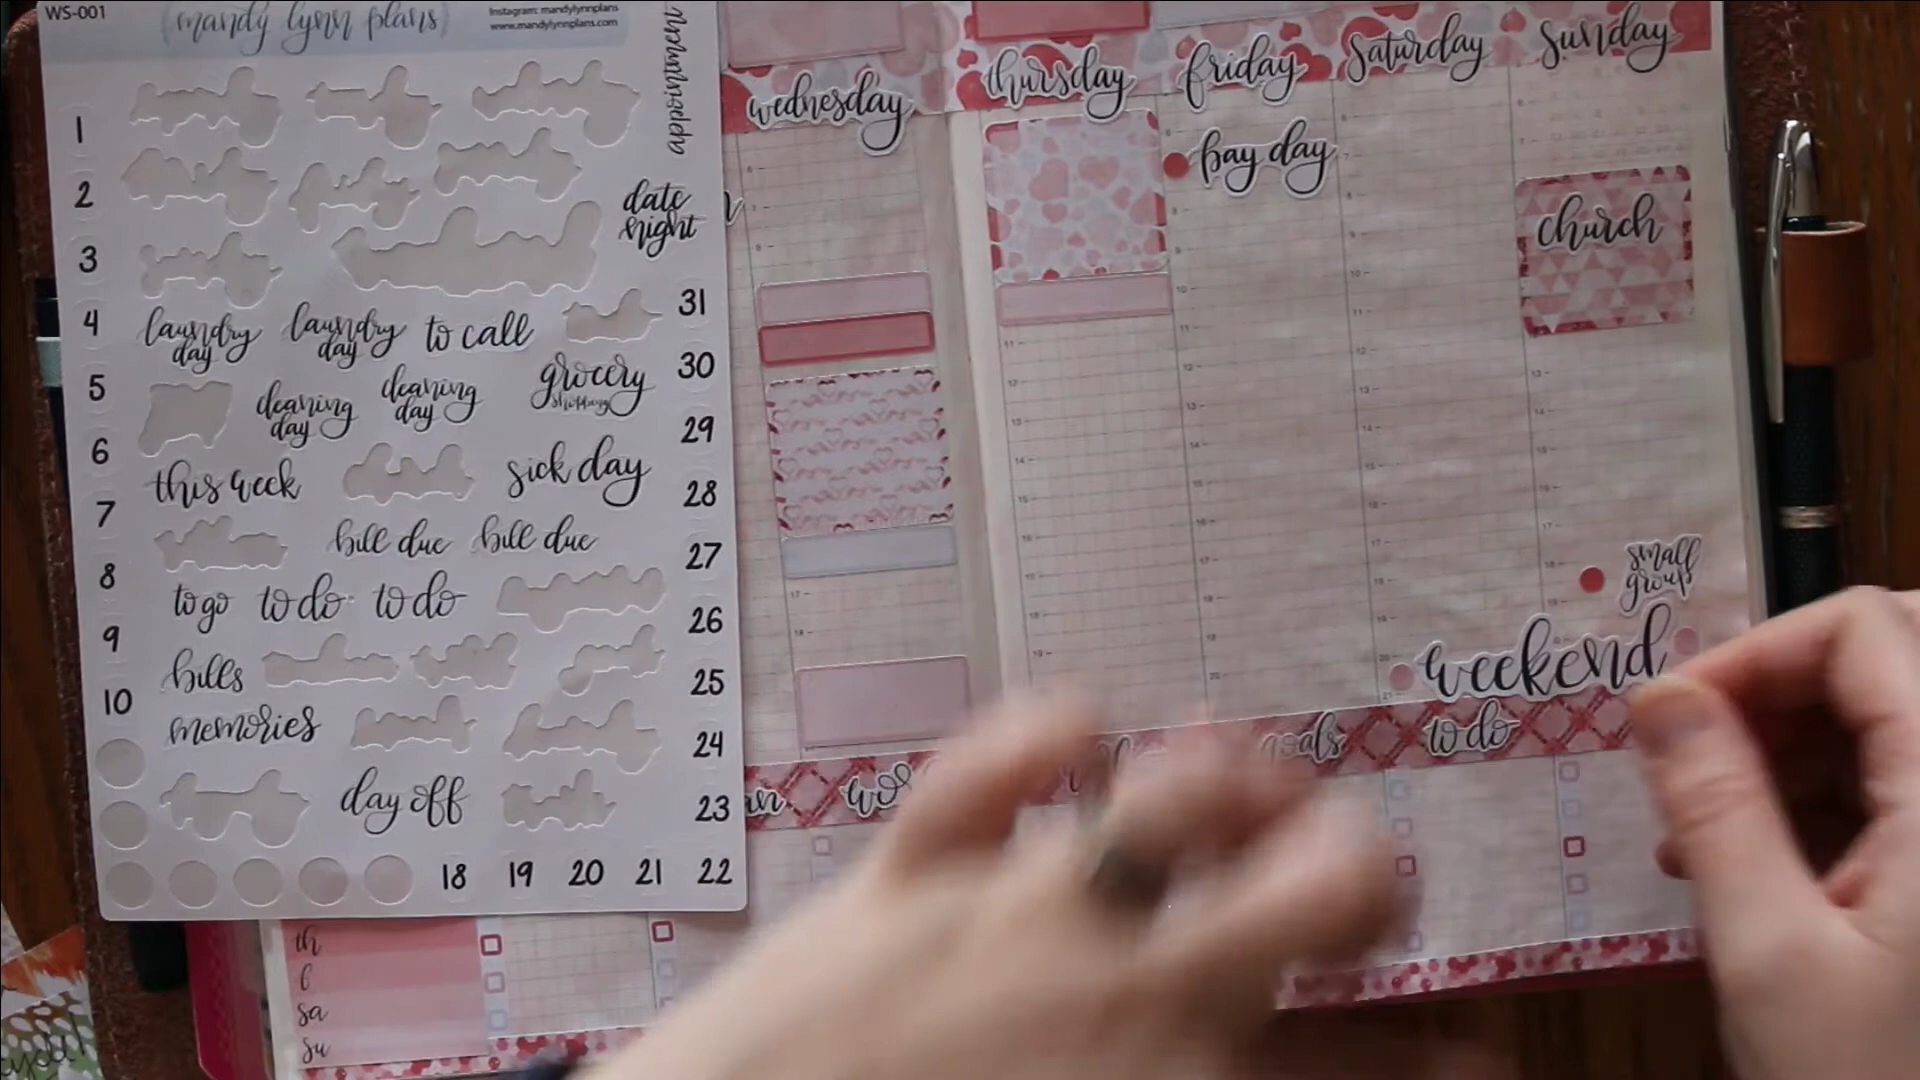 WS-001
mandy lynn plans
Instagram: mandylynnplans
www.mandylynnplans.com
appointment
date
night
1
2
3
4
5
6
7
8
9
10
laundry
day
laundry
day
to call
cleaning
day
cleaning
day
grocery
shopping
this week
sick day
bill due
bill due
to go
to do
to do
bills
memories
day off
31
30
29
28
27
26
25
24
23
18
19
20
21
22
wednesday
thursday
friday
saturday
sunday
pay day
church
small
group
weekend
goals
to do
th
f
sa
su